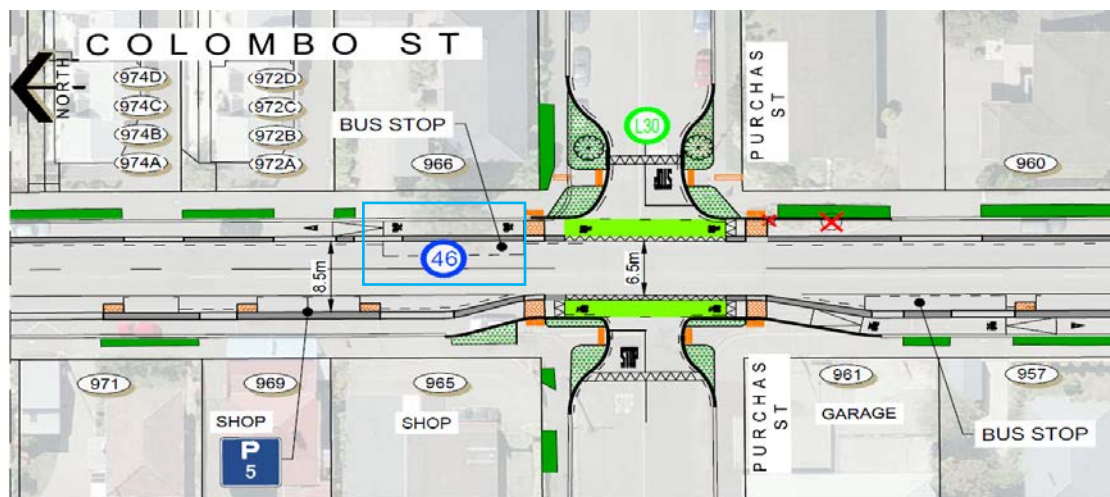 COLOMBO ST
NORTH
974D
974C
974B
974A
972D
972C
972B
972A
BUS STOP
966
L30
PURCHAS
ST
960
STOP
46
8.5m
6.5m
STOP
971
969
965
961
957
SHOP
SHOP
GARAGE
P
5
PURCHAS
ST
BUS STOP